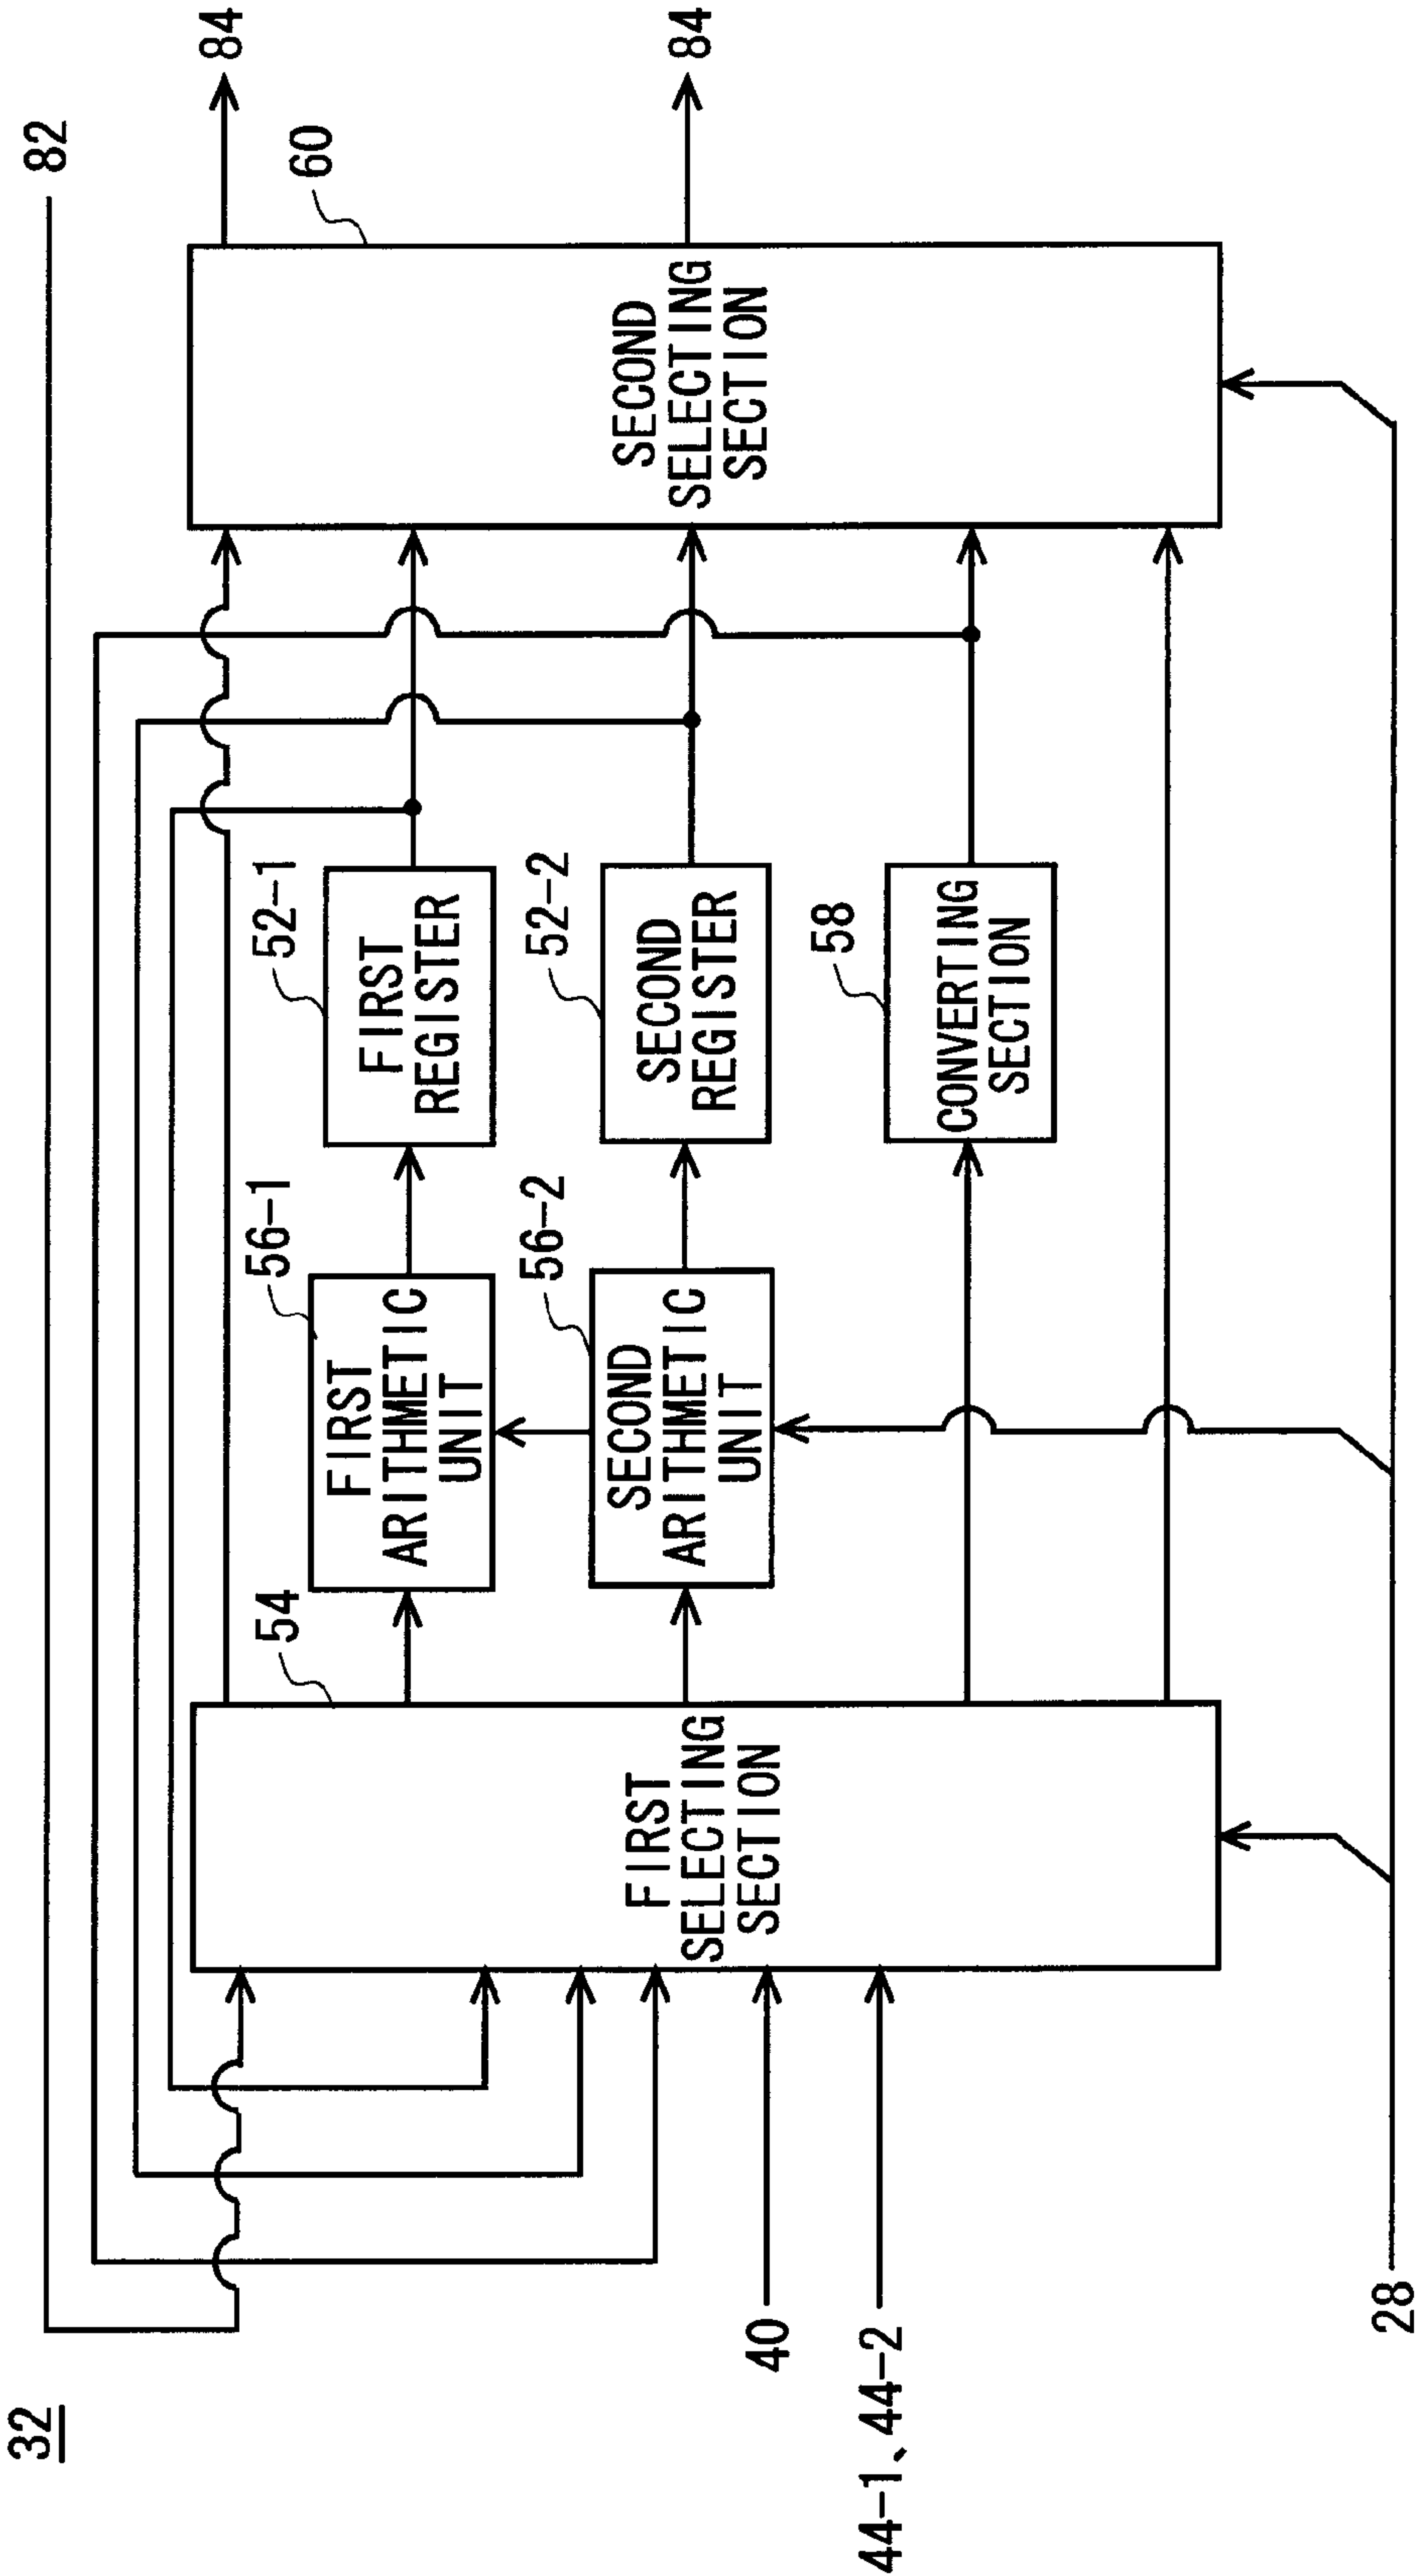 32
82
84
84
60
SECOND
SELECTING
SECTION
52-1
FIRST
REGISTER
52-2
SECOND
REGISTER
58
CONVERTING
SECTION
56-1
FIRST
ARITHMETIC
UNIT
56-2
SECOND
ARITHMETIC
UNIT
54
FIRST
SELECTING
SECTION
40
44-1、44-2
28